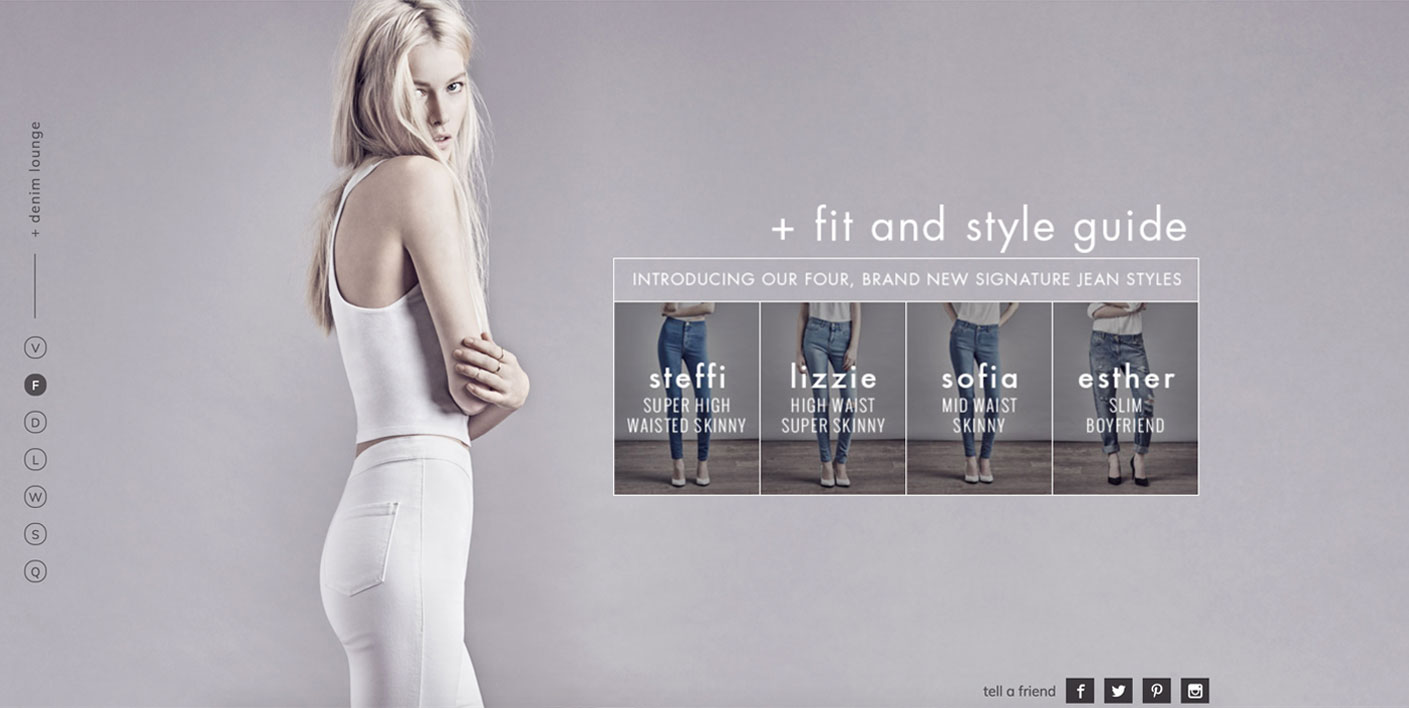 + denim lounge
V
F
D
L
W
S
Q
+ fit and style guide
INTRODUCING OUR FOUR, BRAND NEW SIGNATURE JEAN STYLES
steffi
SUPER HIGH
WAISTED SKINNY
lizzie
HIGH WAIST
SUPER SKINNY
sofia
MID WAIST
SKINNY
esther
SLIM
BOYFRIEND
tell a friend